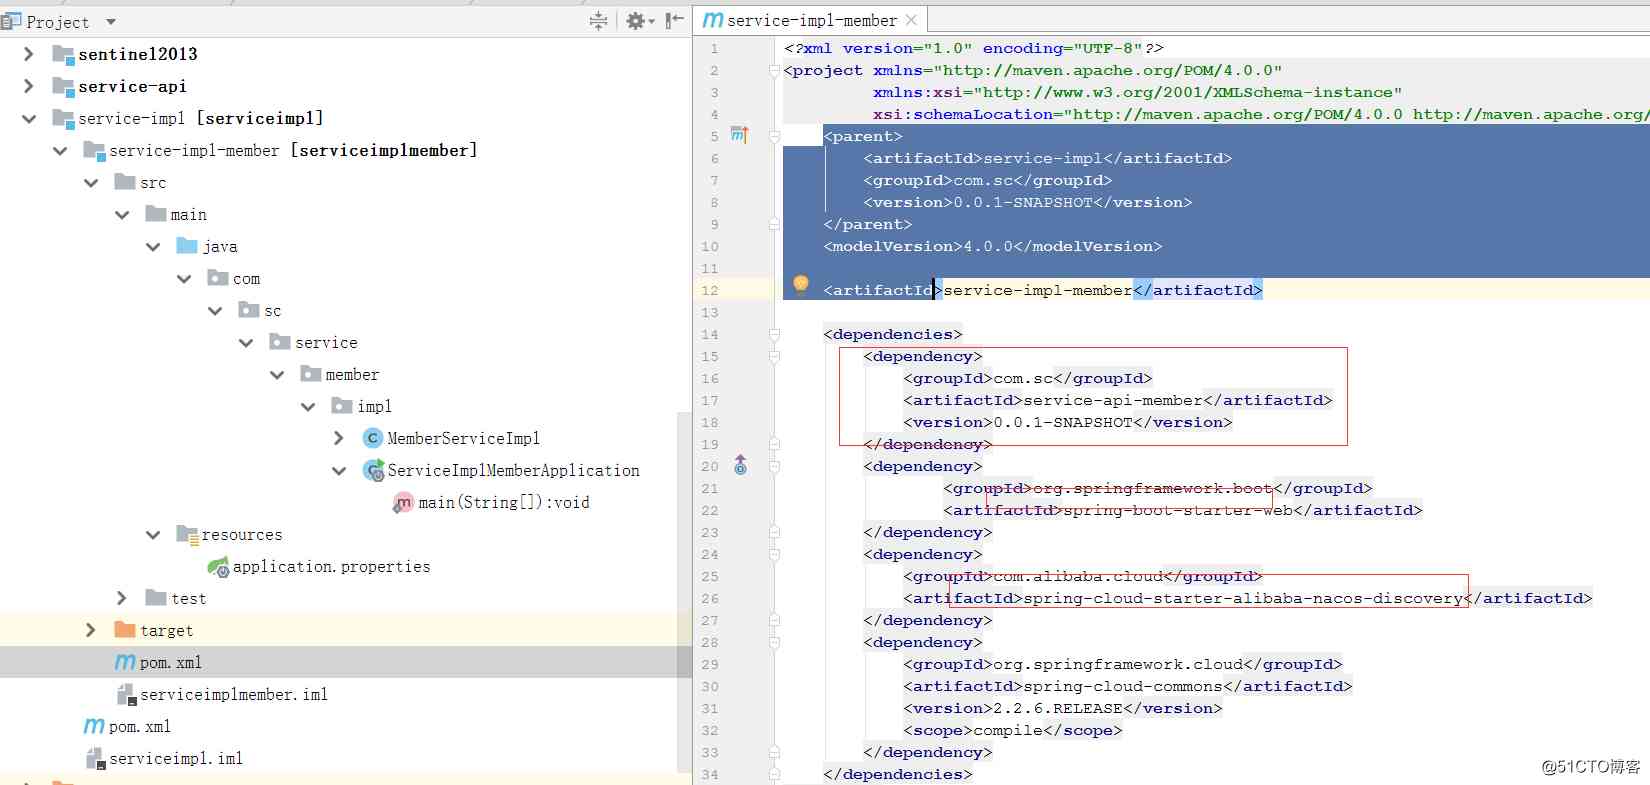 Project
sentinel2013
service-api
service-impl [serviceimpl]
service-impl-member [serviceimplmember]
src
main
java
com
sc
service
member
impl
MemberServiceImpl
ServiceImplMemberApplication
main(String[]):void
resources
application.properties
test
target
pom.xml
serviceimplmember.iml
pom.xml
serviceimpl.iml
service-impl-member
1 <?xml version="1.0" encoding="UTF-8"?>
2 <project xmlns="http://maven.apache.org/POM/4.0.0"
3 xmlns:xsi="http://www.w3.org/2001/XMLSchema-instance"
4 xsi:schemaLocation="http://maven.apache.org/POM/4.0.0 http://maven.apache.org/
5 <parent>
6 <artifactId>service-impl</artifactId>
7 <groupId>com.sc</groupId>
8 <version>0.0.1-SNAPSHOT</version>
9 </parent>
10 <modelVersion>4.0.0</modelVersion>
11
12 <artifactId>service-impl-member</artifactId>
13
14 <dependencies>
15 <dependency>
16 <groupId>com.sc</groupId>
17 <artifactId>service-api-member</artifactId>
18 <version>0.0.1-SNAPSHOT</version>
19 </dependency>
20 <dependency>
21 <groupId>org.springframework.boot</groupId>
22 <artifactId>spring-boot-starter-web</artifactId>
23 </dependency>
24 <dependency>
25 <groupId>com.alibaba.cloud</groupId>
26 <artifactId>spring-cloud-starter-alibaba-nacos-discovery</artifactId>
27 </dependency>
28 <dependency>
29 <groupId>org.springframework.cloud</groupId>
30 <artifactId>spring-cloud-commons</artifactId>
31 <version>2.2.6.RELEASE</version>
32 <scope>compile</scope>
33 </dependency>
34 </dependencies>
@51CTO博客